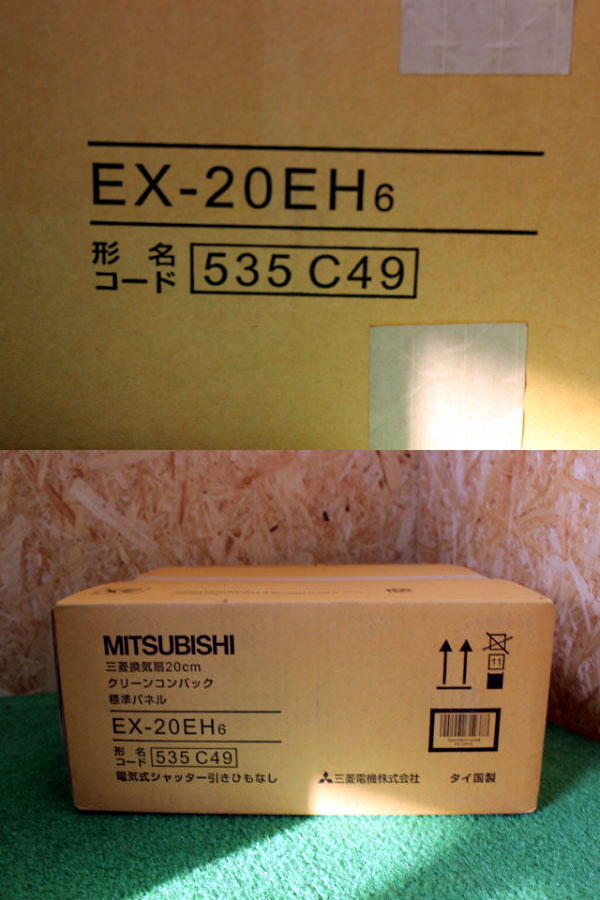 EX-20EH6
形名
コード 535 C49
MITSUBISHI
三菱換気扇20cm
クリーンコンパック
標準パネル
EX-20EH6
形名
コード 535 C49
電気式シャッター引きひもなし
三菱電機株式会社
タイ国製
11